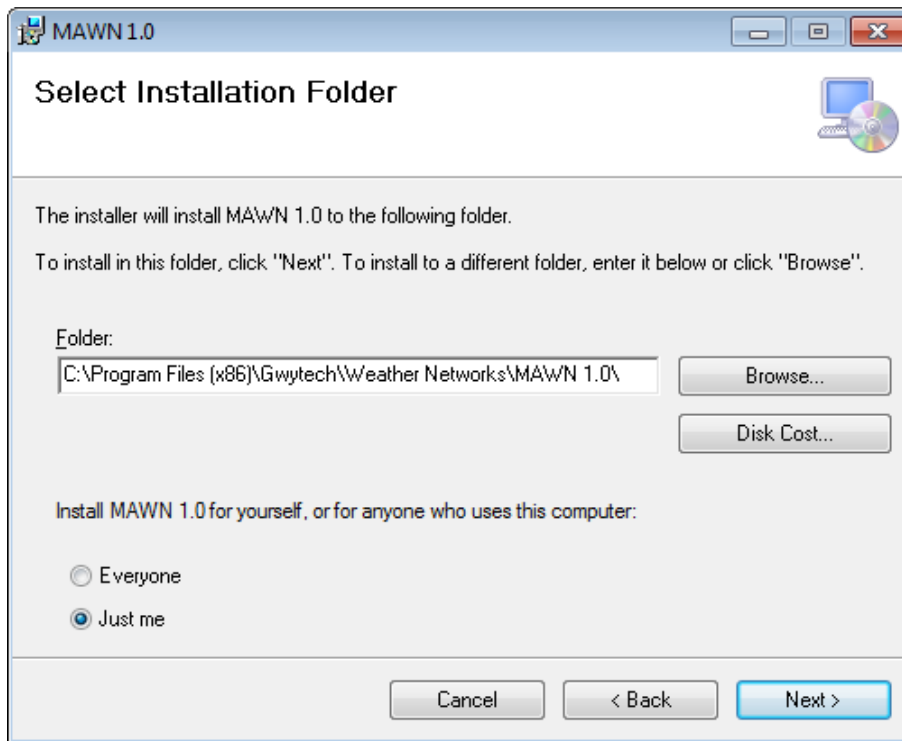 MAWN 1.0
Select Installation Folder
The installer will install MAWN 1.0 to the following folder.
To install in this folder, click "Next". To install to a different folder, enter it below or click "Browse".
Folder:
C:\Program Files (x86)\Gwytech\Weather Networks\MAWN 1.0\
Browse...
Disk Cost...
Install MAWN 1.0 for yourself, or for anyone who uses this computer:
Everyone
Just me
Cancel
< Back
Next >